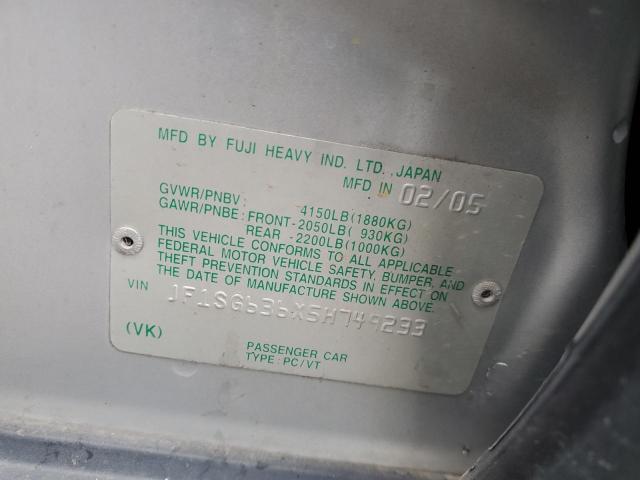 MFD BY FUJI HEAVY IND. LTD., JAPAN
MFD IN 02/05
GVWR/PNBV : 4150LB(1880KG)
GAWR/PNBE : FRONT-2050LB( 930KG)
REAR -2200LB(1000KG)
THIS VEHICLE CONFORMS TO ALL APPLICABLE
FEDERAL MOTOR VEHICLE SAFETY, BUMPER, AND
THEFT PREVENTION STANDARDS IN EFFECT ON
THE DATE OF MANUFACTURE SHOWN ABOVE.
VIN JF1SG636X5H749233
(VK)
PASSENGER CAR
TYPE: PC/VT